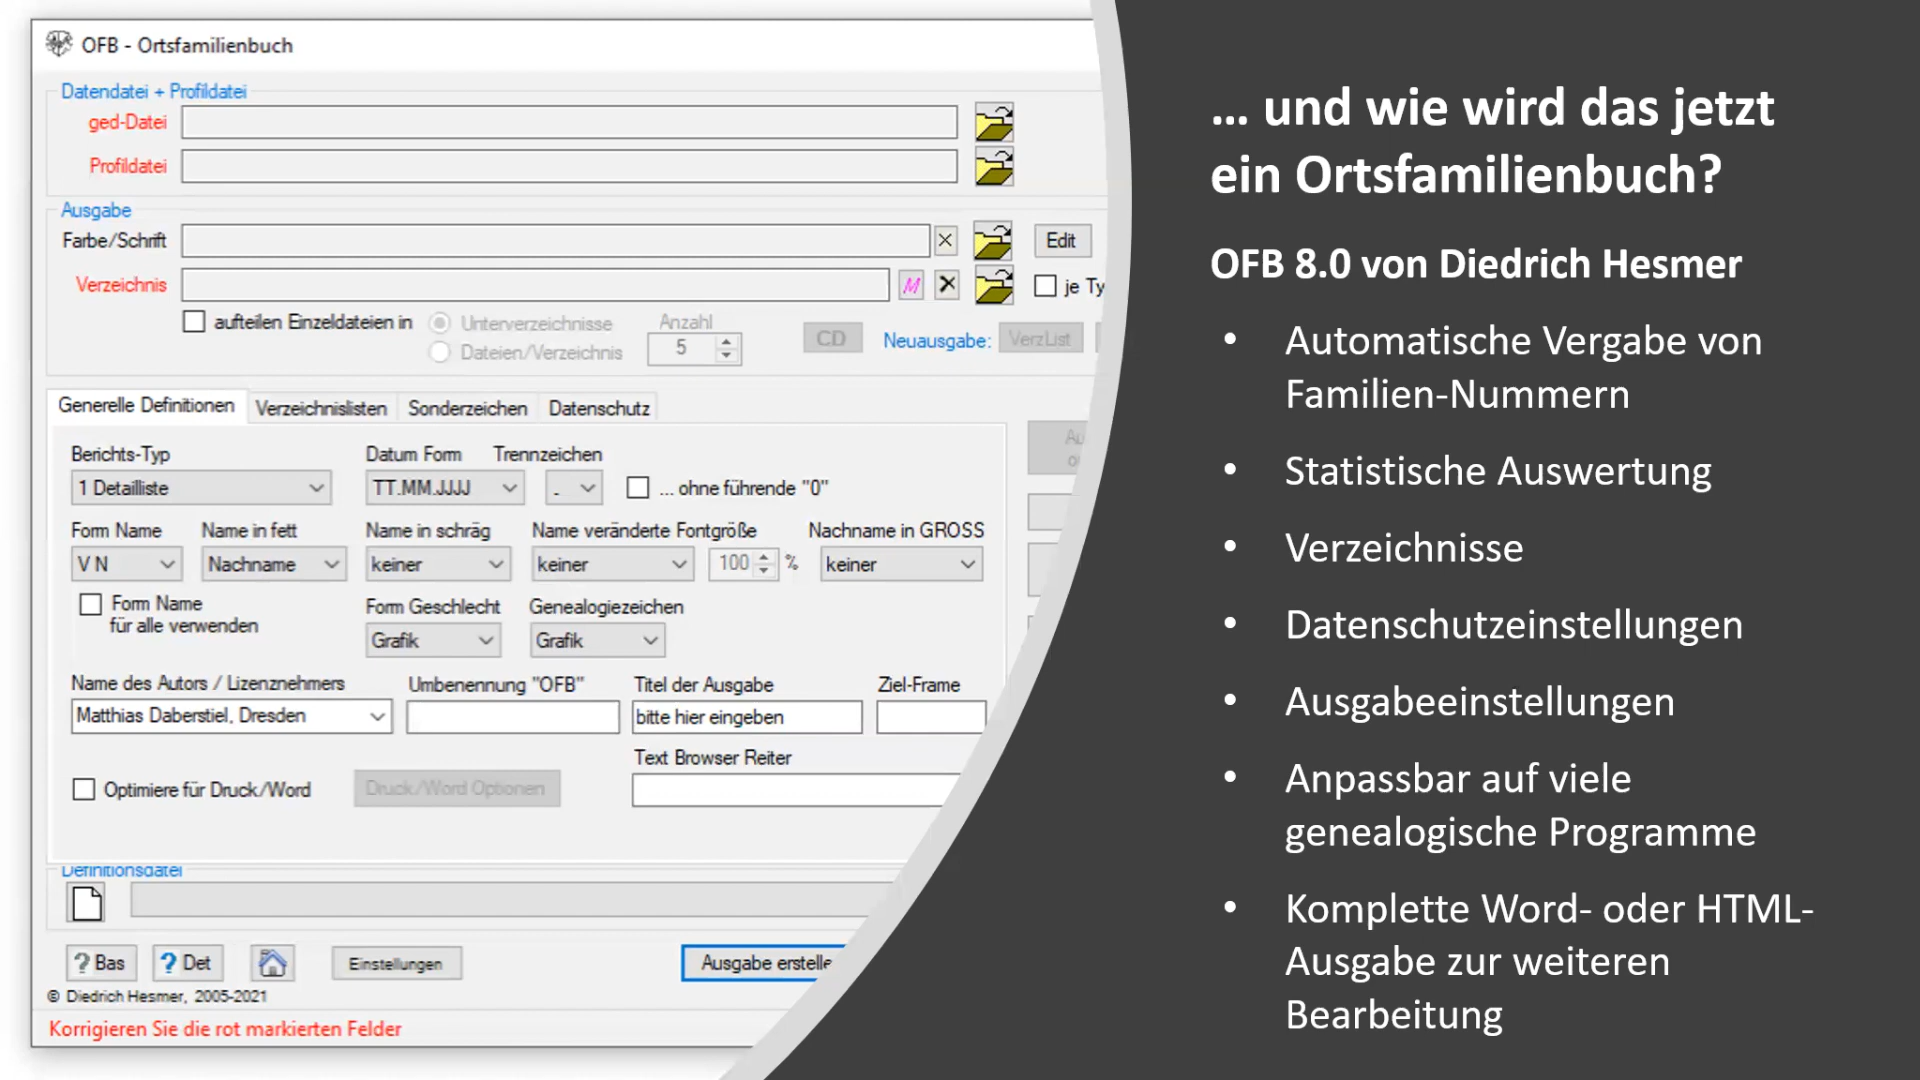 OFB - Ortsfamilienbuch
Datendatei + Profildatei
ged-Datei
Profildatei
Ausgabe
Farbe/Schrift
Edit
Verzeichnis
M
je Ty
aufteilen Einzeldateien in
Unterverzeichnisse
Dateien/Verzeichnis
Anzahl
5
CD
Neuausgabe:
VerzList
Generelle Definitionen
Verzeichnislisten
Sonderzeichen
Datenschutz
Berichts-Typ
1 Detailliste
Datum Form
TT.MM.JJJJ
Trennzeichen
.
... ohne führende "0"
Form Name
V N
Name in fett
Nachname
Name in schräg
keiner
Name veränderte Fontgröße
keiner
100 %
Nachname in GROSS
keiner
Form Name
für alle verwenden
Form Geschlecht
Grafik
Genealogiezeichen
Grafik
Name des Autors / Lizenznehmers
Matthias Daberstiel, Dresden
Umbenennung "OFB"
Titel der Ausgabe
bitte hier eingeben
Ziel-Frame
Text Browser Reiter
Optimiere für Druck/Word
Druck/Word Optionen
Definitionsdatei
? Bas
? Det
Einstellungen
Ausgabe erstelle
© Diedrich Hesmer, 2005-2021
Korrigieren Sie die rot markierten Felder
... und wie wird das jetzt
ein Ortsfamilienbuch?
OFB 8.0 von Diedrich Hesmer
• Automatische Vergabe von
Familien-Nummern
• Statistische Auswertung
• Verzeichnisse
• Datenschutzeinstellungen
• Ausgabeeinstellungen
• Anpassbar auf viele
genealogische Programme
• Komplette Word- oder HTML-
Ausgabe zur weiteren
Bearbeitung